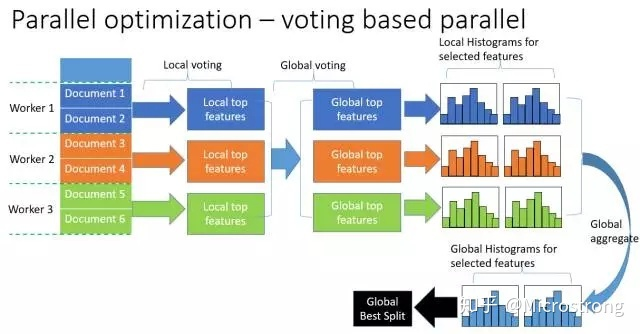 Parallel optimization – voting based parallel
Local voting
Global voting
Local Histograms for
selected features
Worker 1
Document 1
Document 2
Local top
features
Global top
features
Worker 2
Document 3
Document 4
Local top
features
Global top
features
Worker 3
Document 5
Document 6
Local top
features
Global top
features
Global
aggregate
Global Histograms for
selected features
Global
Best Split
知乎 @Microstrong